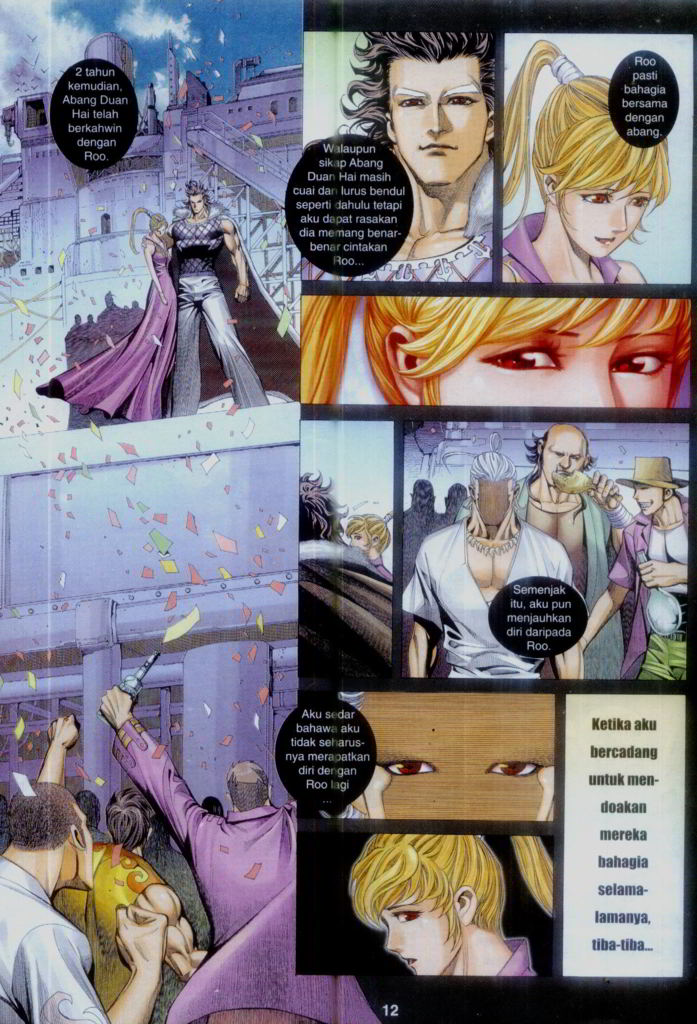 2 tahun
kemudian,
Abang Duan
Hai telah
berkahwin
dengan
Roo.
Walaupun
sikap Abang
Duan Hai masih
cuai dan lurus bendul
seperti dahulu tetapi
aku dapat rasakan
dia memang benar-
benar cintakan
Roo...
Roo
pasti
bahagia
bersama
dengan
abang.
Semenjak
itu, aku pun
menjauhkan
diri daripada
Roo.
Aku sedar
bahawa aku
tidak seharus-
nya merapatkan
diri dengan
Roo lagi
...
Ketika aku
bercadang
untuk men-
doakan
mereka
bahagia
selama-
lamanya,
tiba-tiba...
12